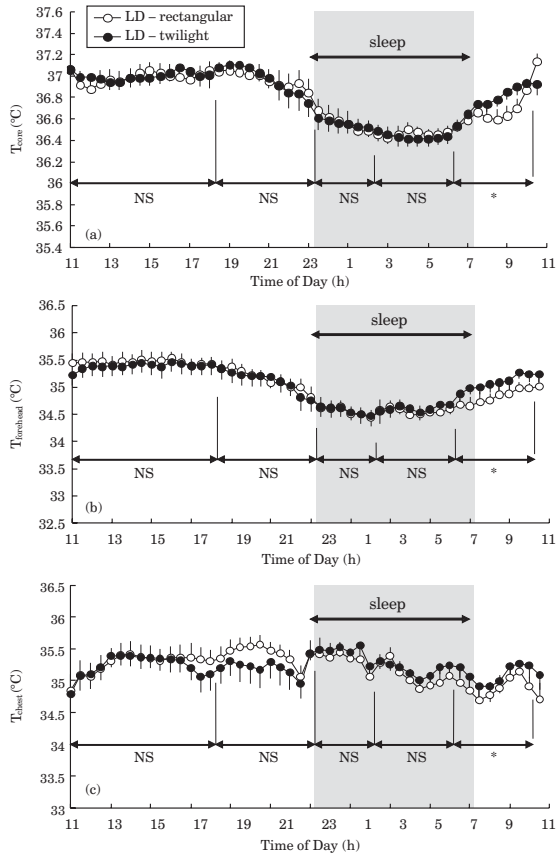 LD – rectangular
LD – twilight
sleep
T_core (°C)
37.6
37.4
37.2
37
36.8
36.6
36.4
36.2
36
35.8
35.6
35.4
NS NS NS NS *
(a)
11 13 15 17 19 21 23 1 3 5 7 9 11
Time of Day (h)
sleep
T_forehead (°C)
36.5
36
35.5
35
34.5
34
33.5
33
32.5
NS NS NS NS *
(b)
11 13 15 17 19 21 23 1 3 5 7 9 11
Time of Day (h)
sleep
T_chest (°C)
36.5
36
35.5
35
34.5
34
33.5
33
NS NS NS NS *
(c)
11 13 15 17 19 21 23 1 3 5 7 9 11
Time of Day (h)